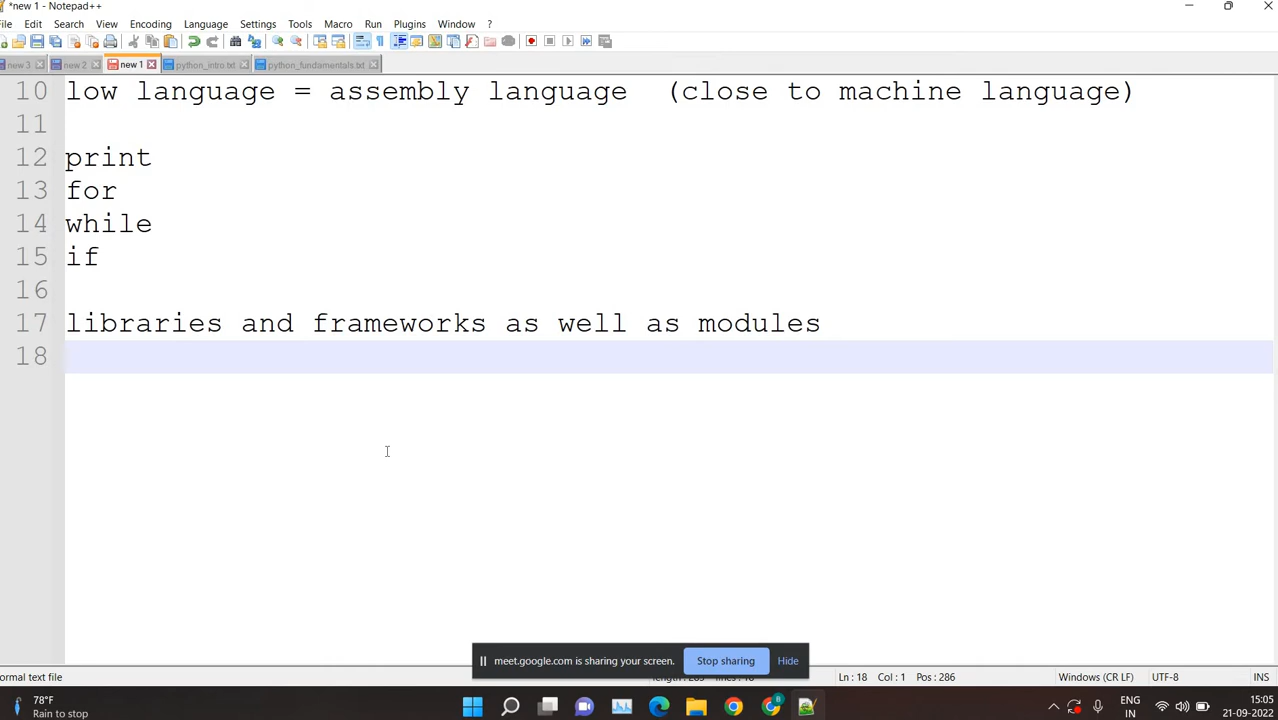 *new 1 - Notepad++
File Edit Search View Encoding Language Settings Tools Macro Run Plugins Window ?
new 3 new 2 new 1 python_intro.txt python_fundamentals.txt
10 low language = assembly language (close to machine language)
11
12 print
13 for
14 while
15 if
16
17 libraries and frameworks as well as modules
18
meet.google.com is sharing your screen. Stop sharing Hide
ormal text file Ln : 18 Col : 1 Pos : 286 Windows (CR LF) UTF-8 INS
78°F
Rain to stop
ENG
IN
15:05
21-09-2022